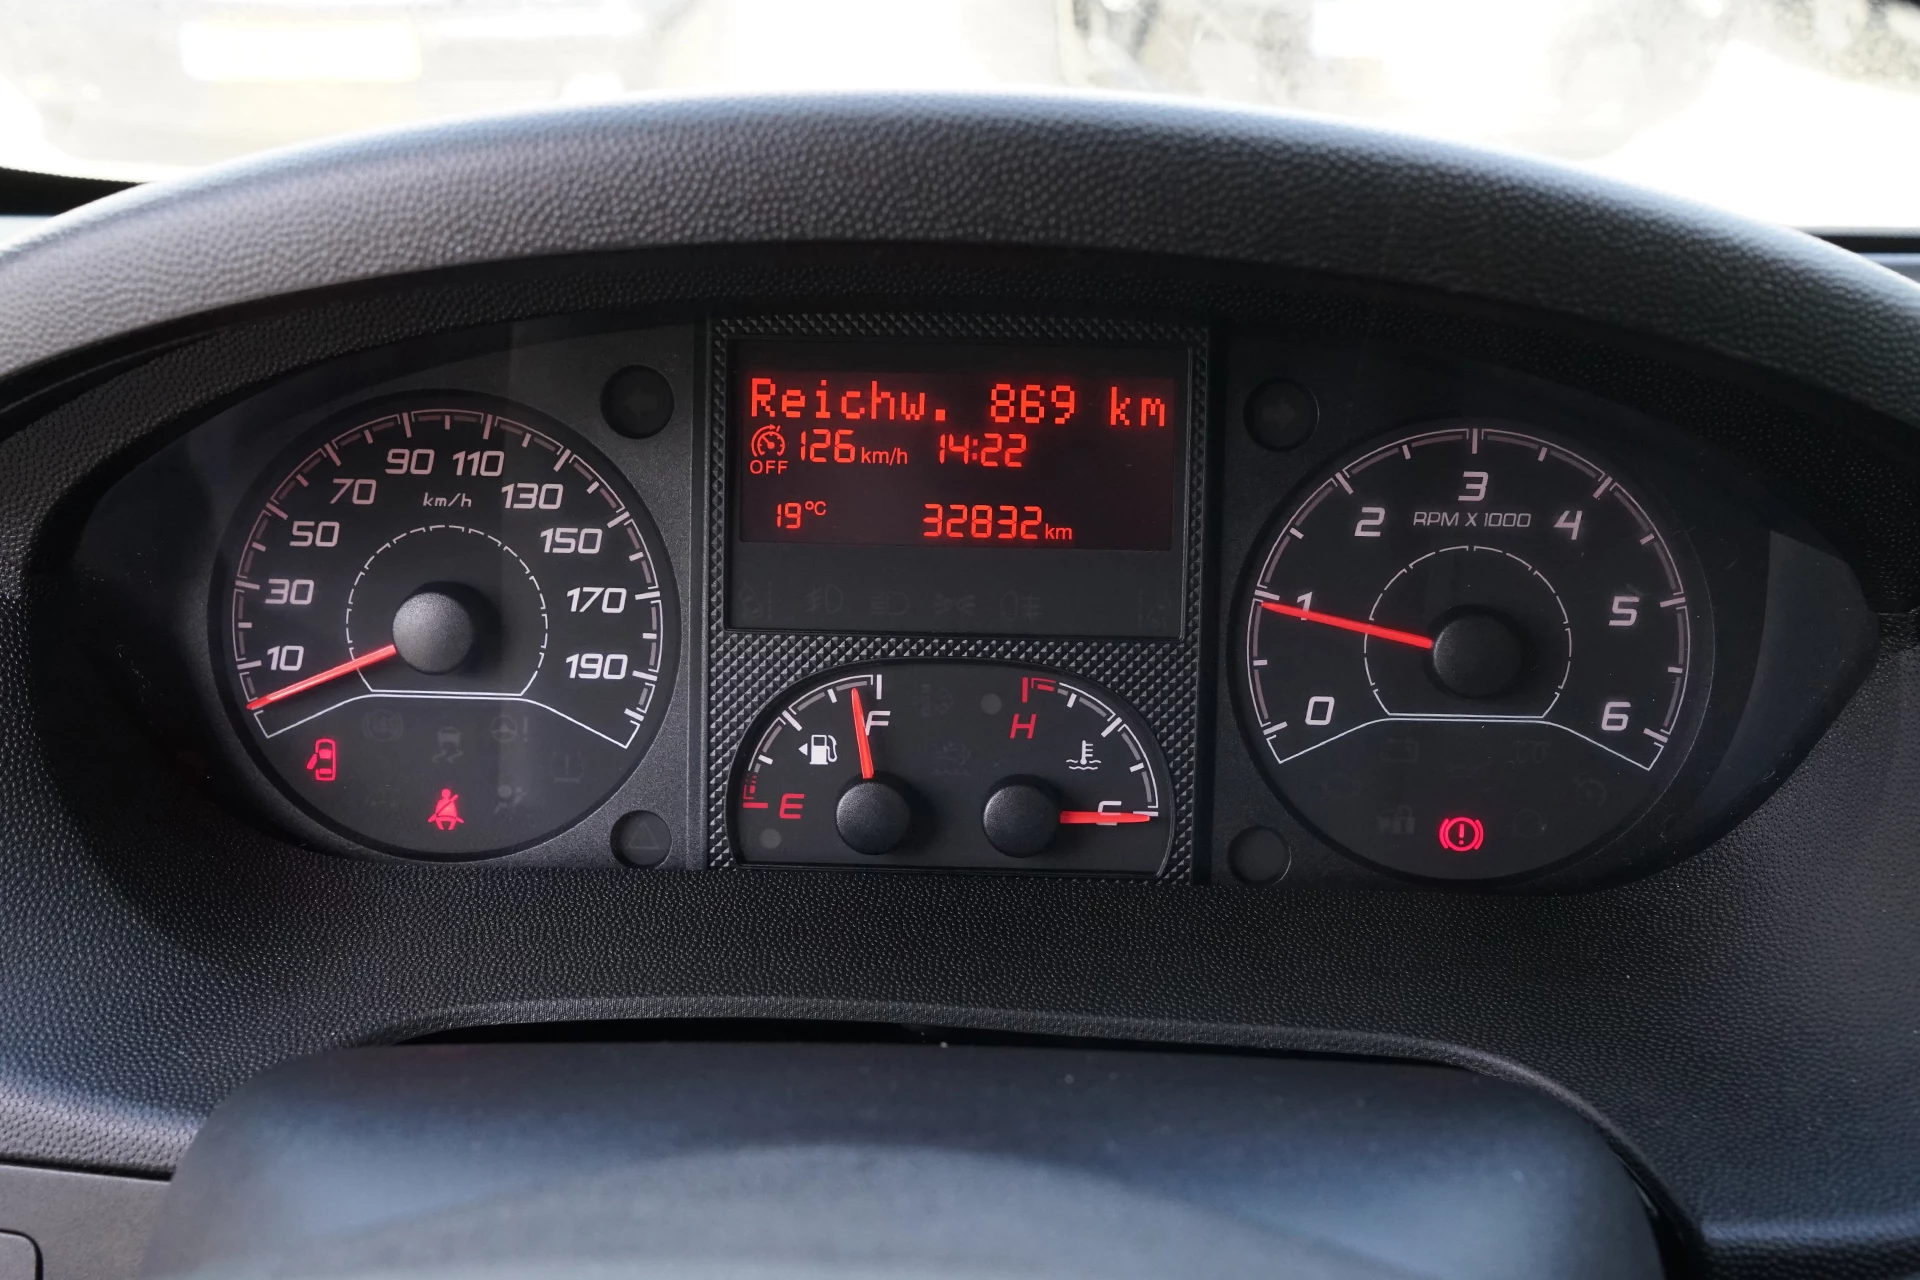 Reichw. 869 km
OFF 126 km/h 14:22
19°C 32832 km
10 30 50 70 90 110 130 150 170 190
km/h
0 1 2 3 4 5 6
RPM X 1000
E F
H C